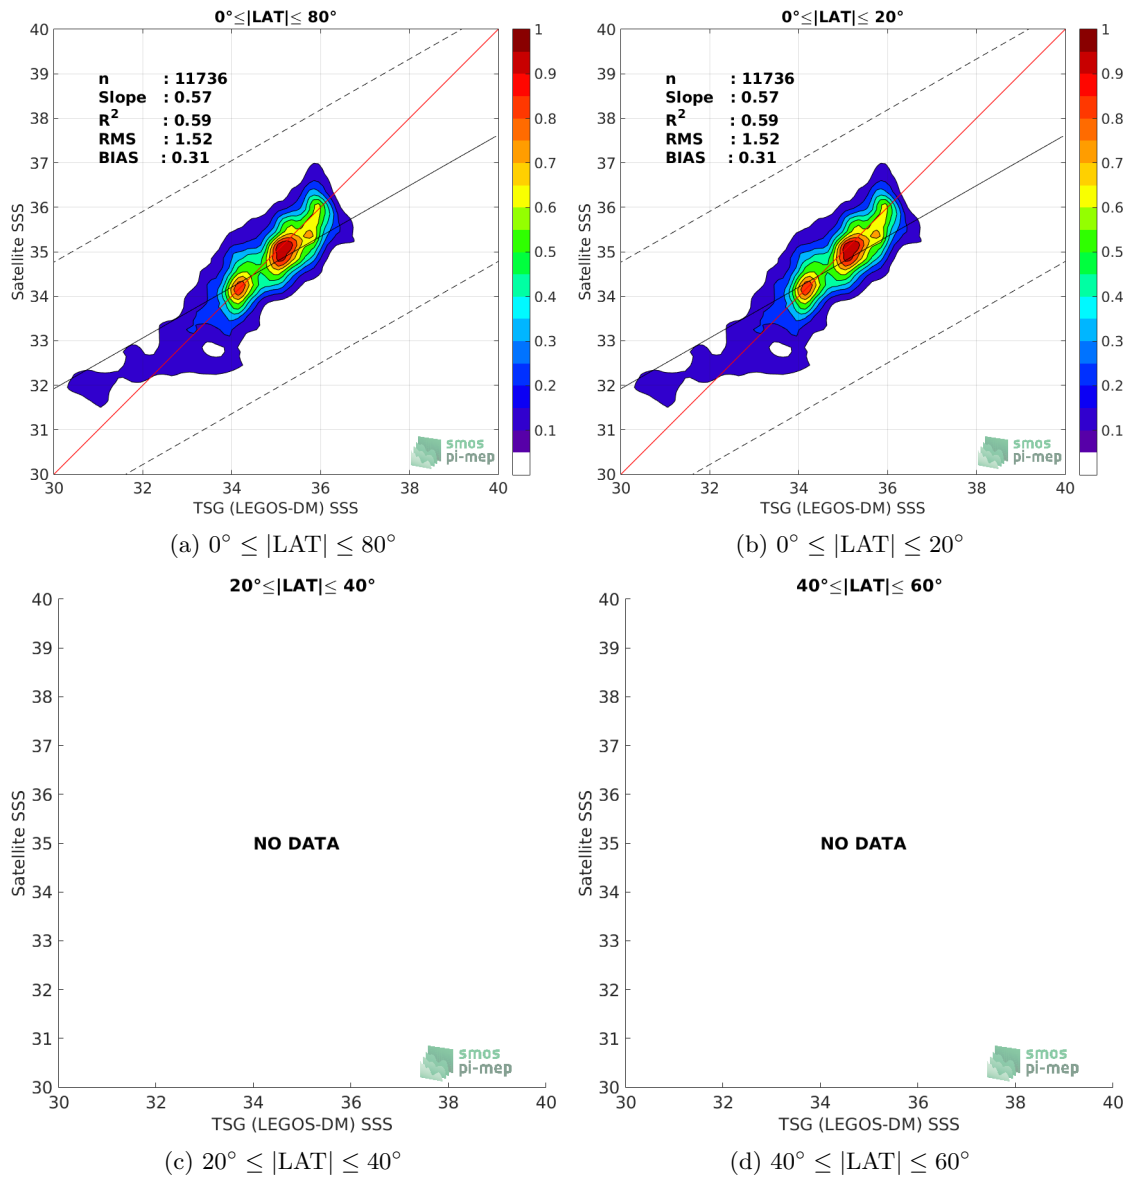 0°≤|LAT|≤ 80°
40
39
38
37
36
35
34
33
32
31
30
Satellite SSS
n : 11736
Slope : 0.57
R2 : 0.59
RMS : 1.52
BIAS : 0.31
1
0.9
0.8
0.7
0.6
0.5
0.4
0.3
0.2
0.1
smos
pi-mep
30 32 34 36 38 40
TSG (LEGOS-DM) SSS
(a) 0° ≤ |LAT| ≤ 80°
0°≤|LAT|≤ 20°
40
39
38
37
36
35
34
33
32
31
30
Satellite SSS
n : 11736
Slope : 0.57
R2 : 0.59
RMS : 1.52
BIAS : 0.31
1
0.9
0.8
0.7
0.6
0.5
0.4
0.3
0.2
0.1
smos
pi-mep
30 32 34 36 38 40
TSG (LEGOS-DM) SSS
(b) 0° ≤ |LAT| ≤ 20°
20°≤|LAT|≤ 40°
40
39
38
37
36
35
34
33
32
31
30
Satellite SSS
NO DATA
smos
pi-mep
30 32 34 36 38 40
TSG (LEGOS-DM) SSS
(c) 20° ≤ |LAT| ≤ 40°
40°≤|LAT|≤ 60°
40
39
38
37
36
35
34
33
32
31
30
Satellite SSS
NO DATA
smos
pi-mep
30 32 34 36 38 40
TSG (LEGOS-DM) SSS
(d) 40° ≤ |LAT| ≤ 60°